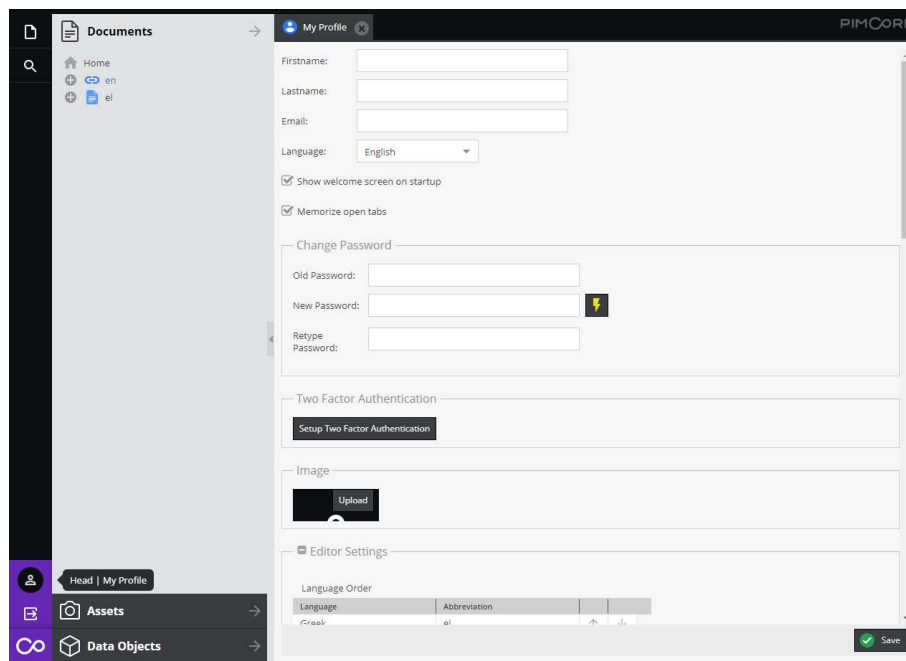 Documents
My Profile
PIMCOR
Home
en
el
Firstname:
Lastname:
Email:
Language:
English
Show welcome screen on startup
Memorize open tabs
Change Password
Old Password:
New Password:
Retype
Password:
Two Factor Authentication
Setup Two Factor Authentication
Image
Upload
Editor Settings
Language Order
Language Abbreviation
Greek el
Head | My Profile
Assets
Data Objects
Save